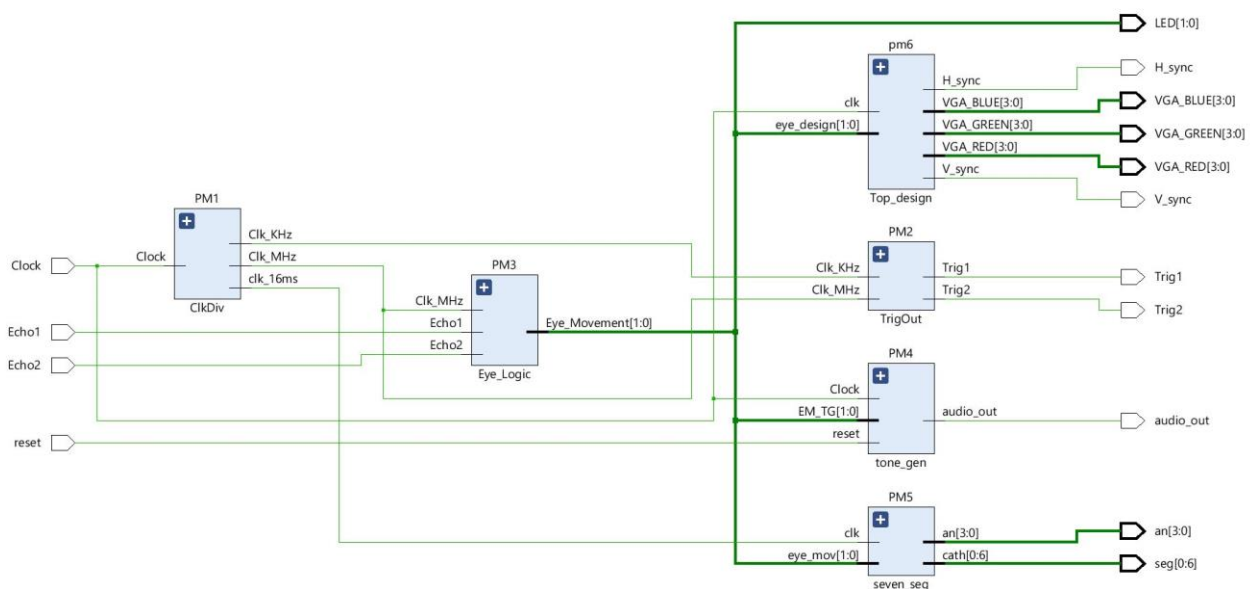 LED[1:0]
pm6
clk
eye_design[1:0]
H_sync
VGA_BLUE[3:0]
VGA_GREEN[3:0]
VGA_RED[3:0]
V_sync
Top_design
H_sync
VGA_BLUE[3:0]
VGA_GREEN[3:0]
VGA_RED[3:0]
V_sync
Clock
Echo1
Echo2
reset
PM1
Clock
Clk_KHz
Clk_MHz
clk_16ms
ClkDiv
PM3
Clk_MHz
Echo1
Echo2
Eye_Movement[1:0]
Eye_Logic
PM2
Clk_KHz
Clk_MHz
Trig1
Trig2
TrigOut
Trig1
Trig2
PM4
Clock
EM_TG[1:0]
reset
audio_out
tone_gen
audio_out
PM5
clk
eye_mov[1:0]
an[3:0]
cath[0:6]
seven_seg
an[3:0]
seg[0:6]